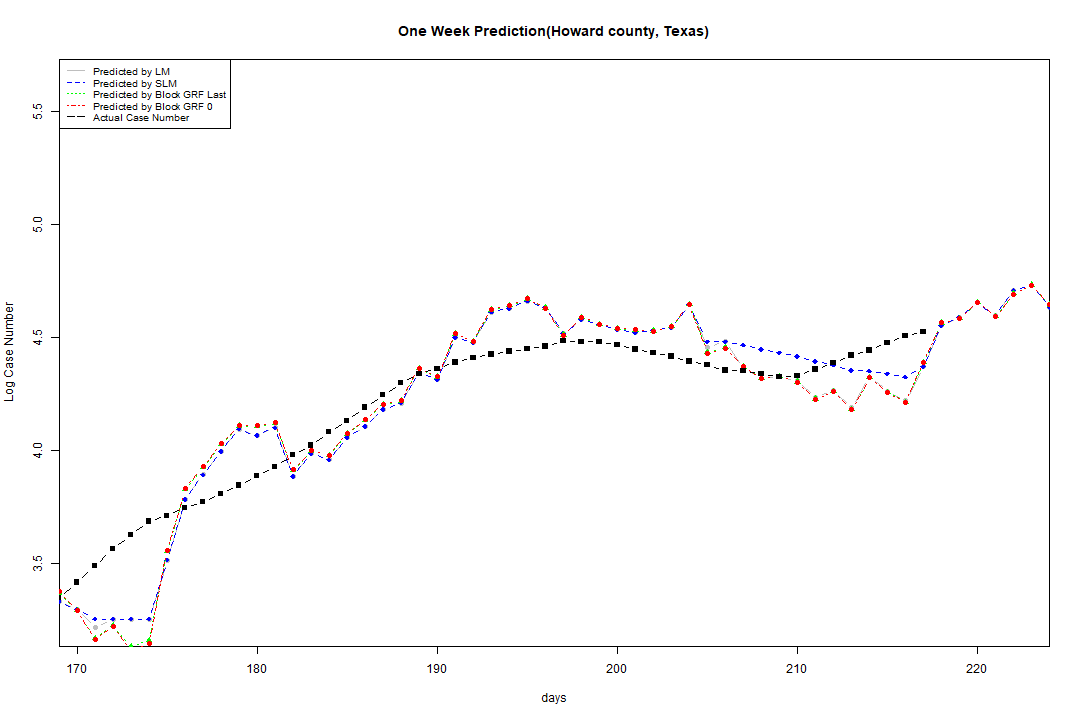 One Week Prediction(Howard county, Texas)
Predicted by LM
Predicted by SLM
Predicted by Block GRF Last
Predicted by Block GRF 0
Actual Case Number
5.5
5.0
4.5
4.0
3.5
Log Case Number
170 180 190 200 210 220
days